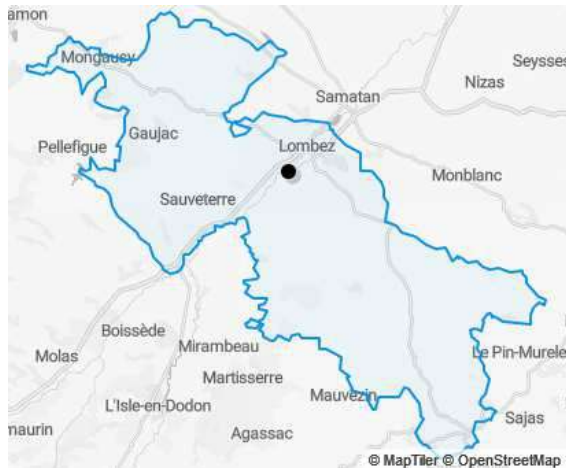 amon
Mongausy
Seysses
Samatan
Nizas
Gaujac
Pellefigue
Lombez
Monblanc
Sauveterre
Boissède
Molas
Mirambeau
Le Pin-Murele
Martisserre
Mauvezin
L'Isle-en-Dodon
Sajas
maurin
Agassac
© MapTiler © OpenStreetMap